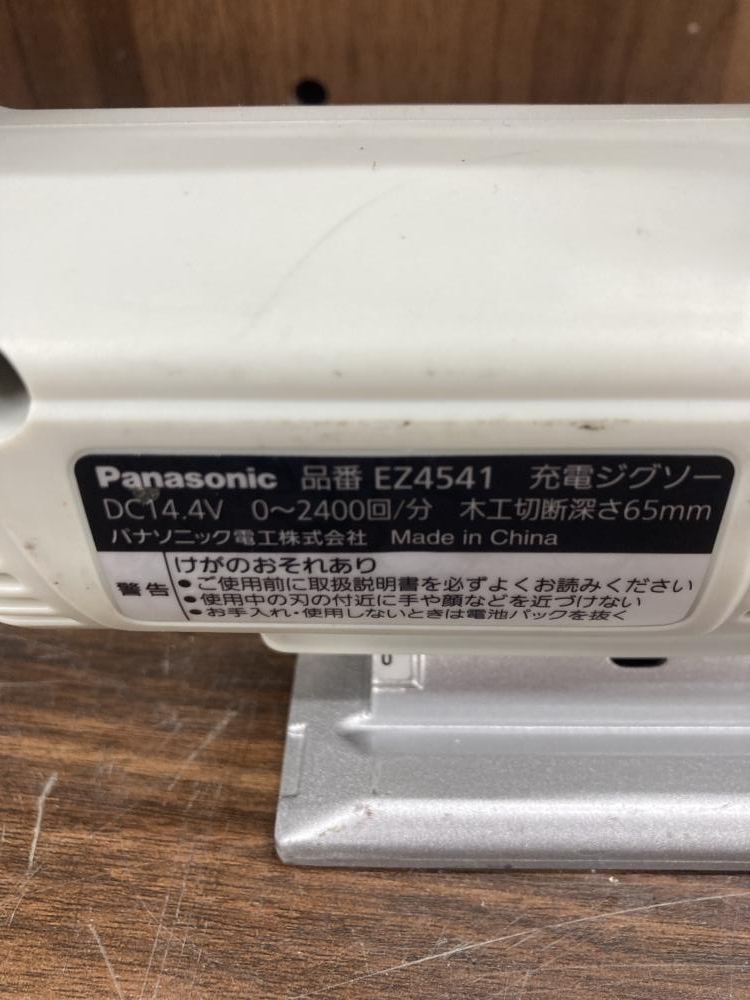 Panasonic 品番 EZ4541 充電ジグソー
DC14.4V 0〜2400回/分 木工切断深さ65mm
パナソニック電工株式会社 Made in China
警告
けがのおそれあり
●ご使用前に取扱説明書を必ずよくお読みください
●使用中の刃の付近に手や顔などを近づけない
●お手入れ・使用しないときは電池パックを抜く
0